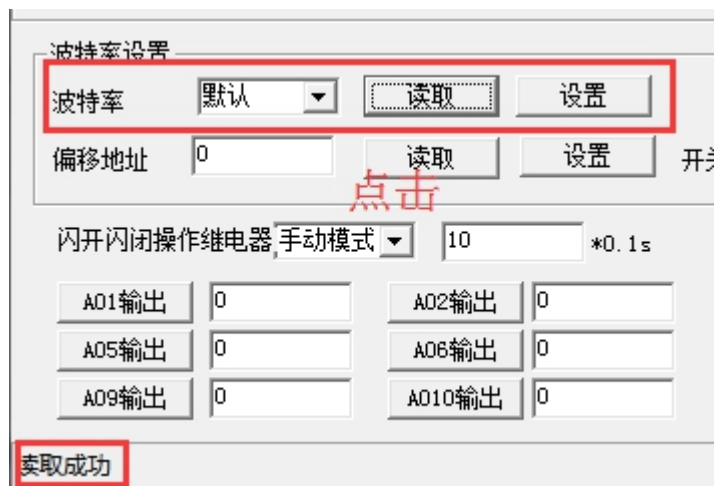 波特率设置
波特率 默认 读取 设置
偏移地址 0 读取 设置 开关
点击
闪开闪闭操作继电器 手动模式 10 *0.1s
A01输出 0 A02输出 0
A05输出 0 A06输出 0
A09输出 0 A010输出 0
读取成功